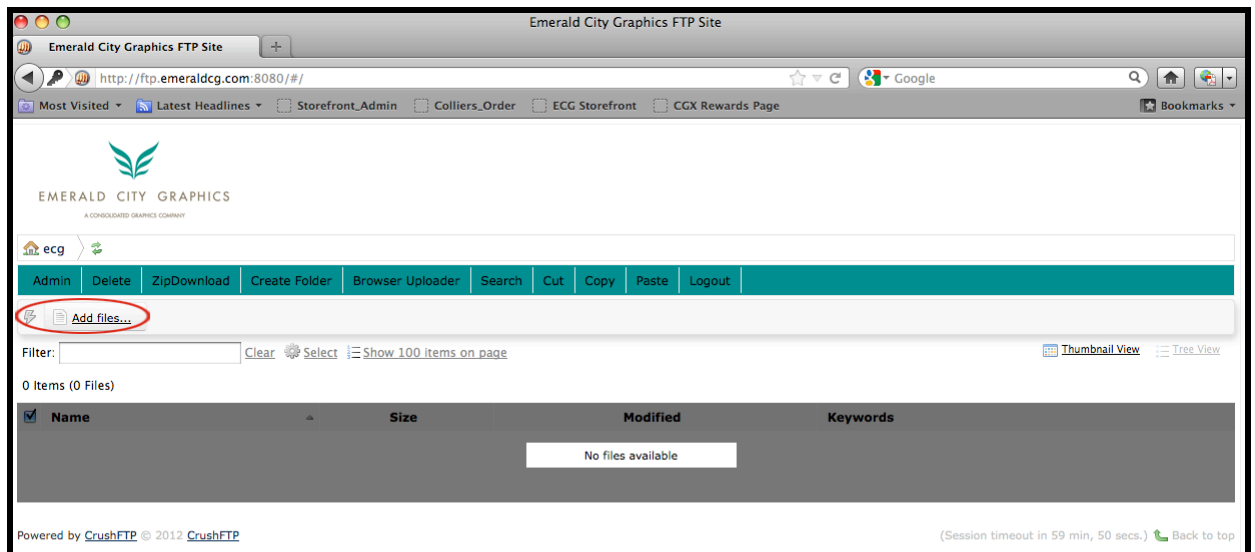 Emerald City Graphics FTP Site
Emerald City Graphics FTP Site +
http://ftp.emeraldcg.com:8080/#/ Google
Most Visited Latest Headlines Storefront_Admin Colliers_Order ECG Storefront CGX Rewards Page Bookmarks
EMERALD CITY GRAPHICS
A CONSOLIDATED GRAPHICS COMPANY
ecg
Admin Delete ZipDownload Create Folder Browser Uploader Search Cut Copy Paste Logout
Add files...
Filter: Clear Select Show 100 items on page Thumbnail View Tree View
0 Items (0 Files)
Name Size Modified Keywords
No files available
Powered by CrushFTP © 2012 CrushFTP (Session timeout in 59 min, 50 secs.) Back to top